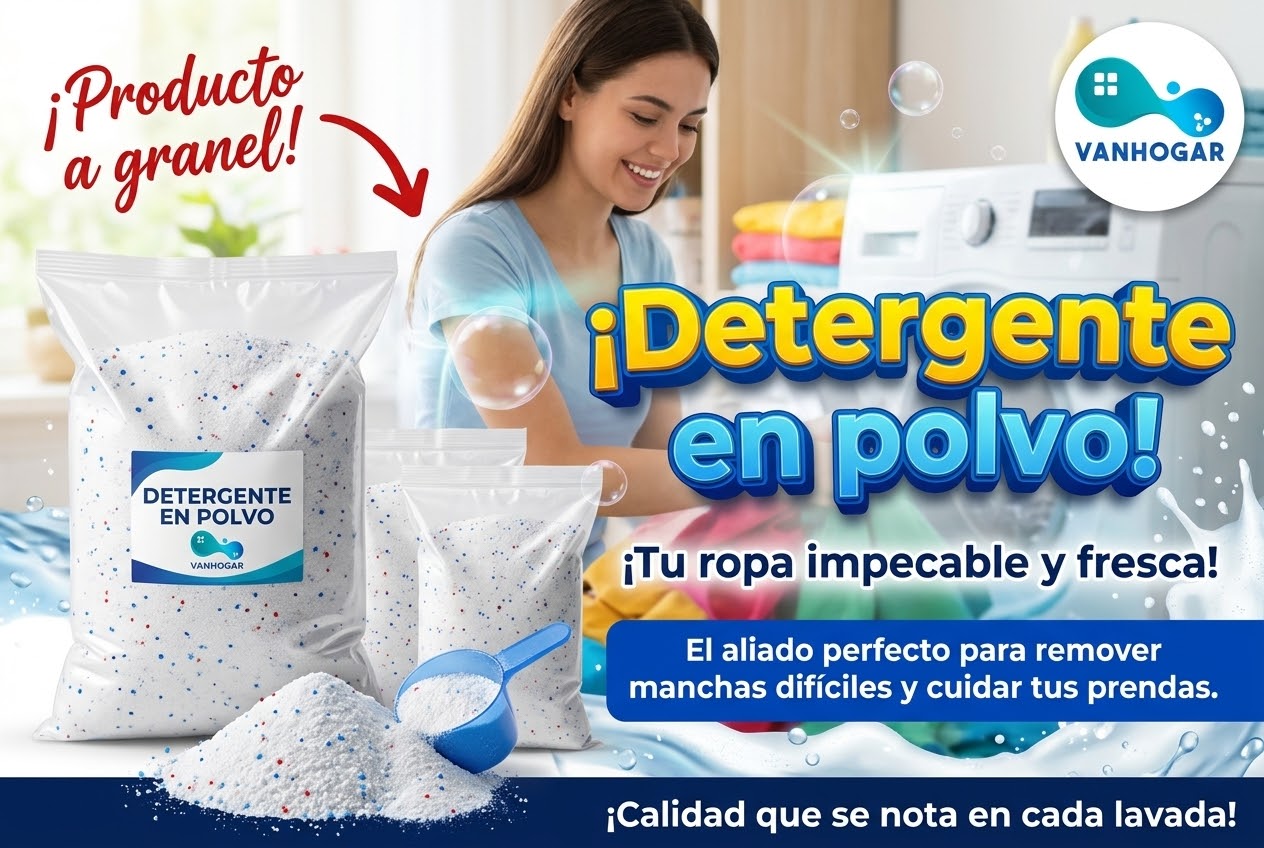 ¡Producto
a granel!
VANHOGAR
¡Detergente
en polvo!
DETERGENTE
EN POLVO
VANHOGAR
¡Tu ropa impecable y fresca!
El aliado perfecto para remover
manchas difíciles y cuidar tus prendas.
¡Calidad que se nota en cada lavada!